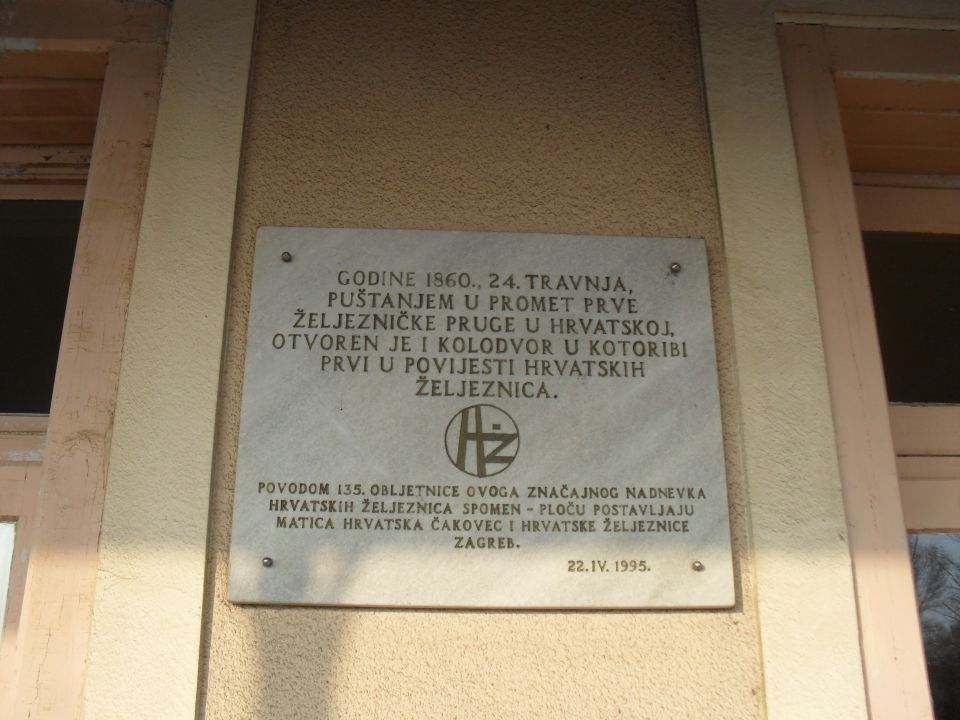 GODINE 1860., 24. TRAVNJA,
PUŠTANJEM U PROMET PRVE
ŽELJEZNIČKE PRUGE U HRVATSKOJ,
OTVOREN JE I KOLODVOR U KOTORIBI
PRVI U POVIJESTI HRVATSKIH
ŽELJEZNICA.
HŽ
POVODOM 135. OBLJETNICE OVOGA ZNAČAJNOG NADNEVKA
HRVATSKIH ŽELJEZNICA SPOMEN - PLOČU POSTAVLJAJU
MATICA HRVATSKA ČAKOVEC I HRVATSKE ŽELJEZNICE
ZAGREB.
22.IV. 1995.